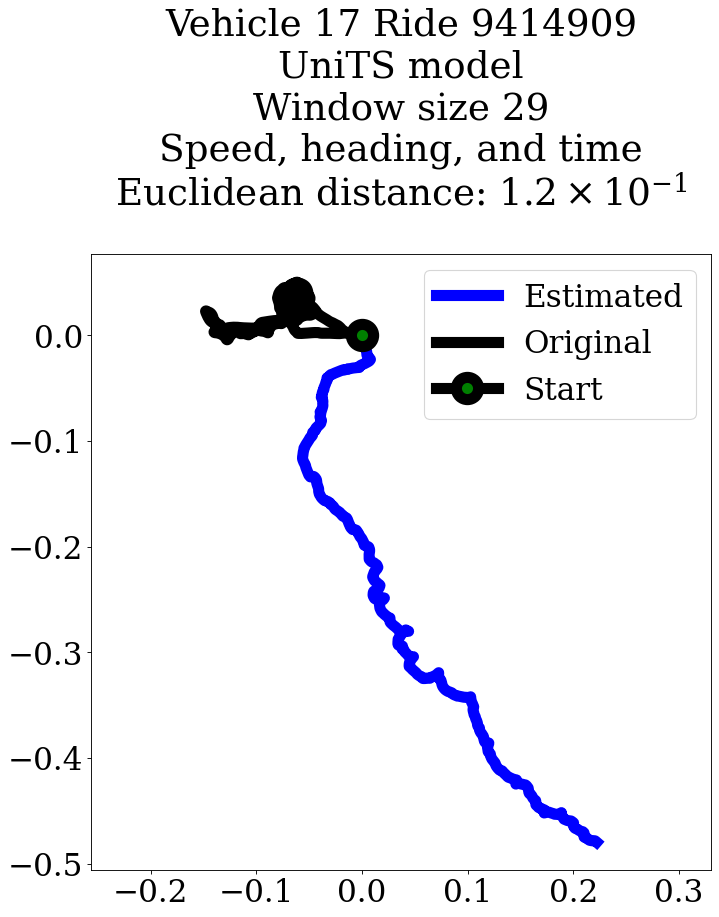 Vehicle 17 Ride 9414909
UniTS model
Window size 29
Speed, heading, and time
Euclidean distance: 1.2 × 10⁻¹
Estimated
Original
Start
0.0
−0.1
−0.2
−0.3
−0.4
−0.5
−0.2 −0.1 0.0 0.1 0.2 0.3